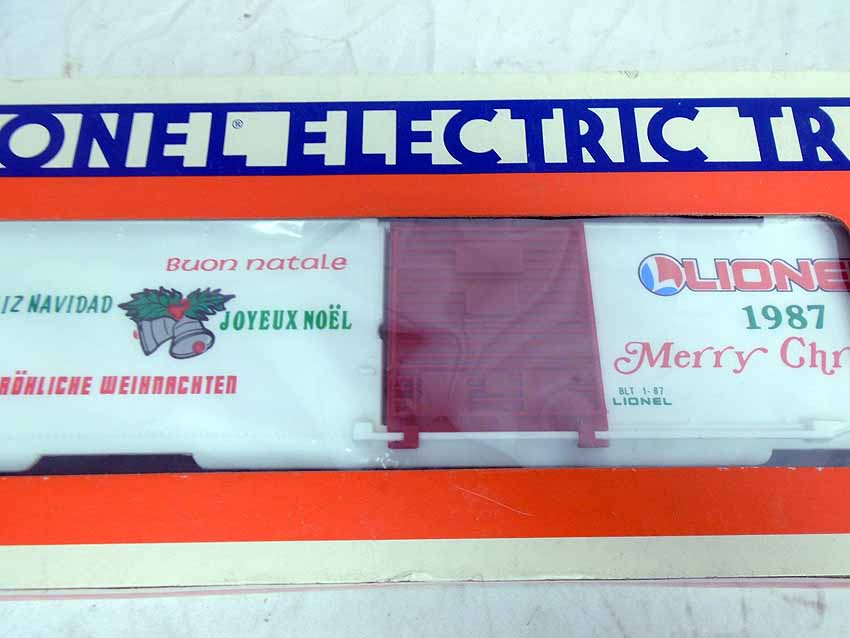 ONEL® ELECTRIC TR
BUON NATALE
IZ NAVIDAD
JOYEUX NOËL
RÖHLICHE WEIHNACHTEN
LIONE
1987
Merry Chr
BLT 1-87
LIONEL